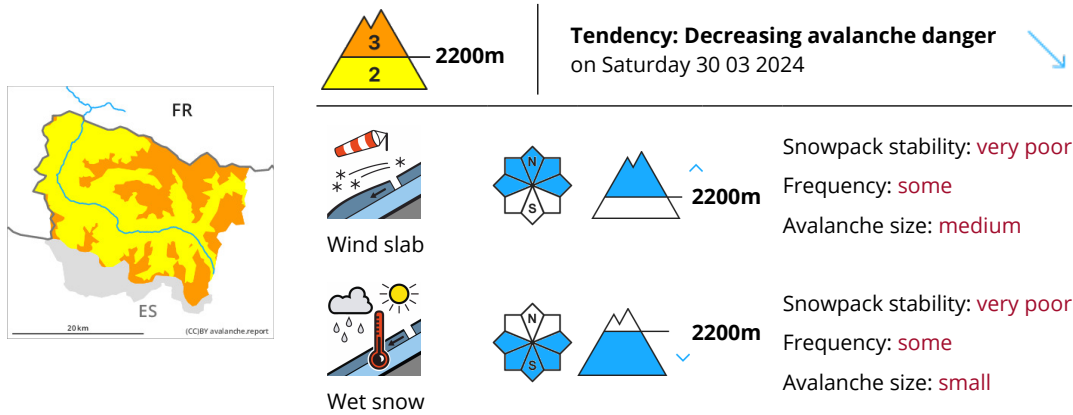 3
2
2200m
Tendency: Decreasing avalanche danger
on Saturday 30 03 2024
FR
ES
20 km
(CC)BY avalanche.report
N
S
2200m
Wind slab
Snowpack stability: very poor
Frequency: some
Avalanche size: medium
N
S
2200m
Wet snow
Snowpack stability: very poor
Frequency: some
Avalanche size: small